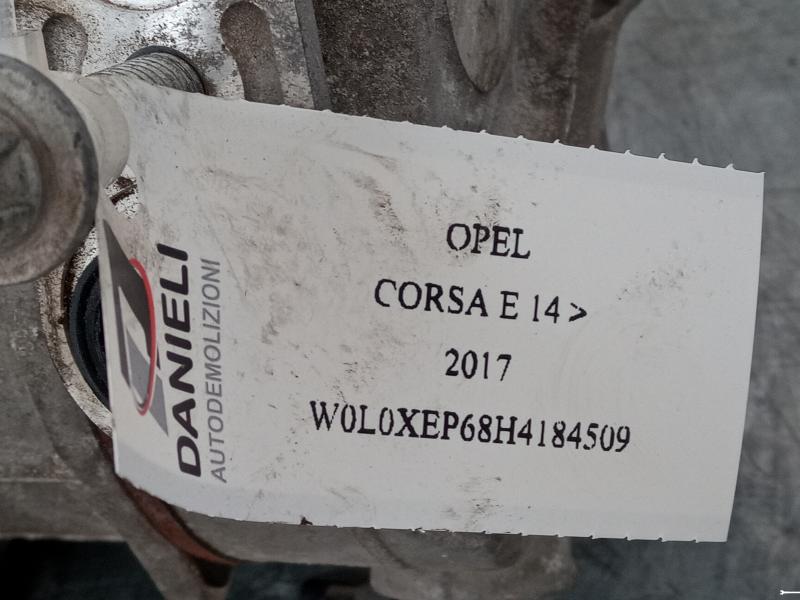 OPEL
CORSA E 14 >
2017
W0L0XEP68H4184509
DANIELI
AUTODEMOLIZIONI